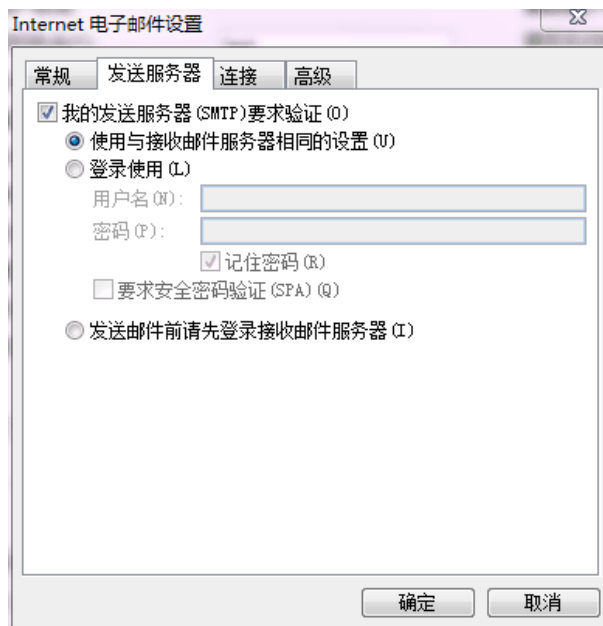 Internet 电子邮件设置
常规 发送服务器 连接 高级
我的发送服务器(SMTP)要求验证(O)
使用与接收邮件服务器相同的设置(U)
登录使用(L)
用户名(N):
密码(P):
记住密码(R)
要求安全密码验证(SPA)(Q)
发送邮件前请先登录接收邮件服务器(I)
确定 取消